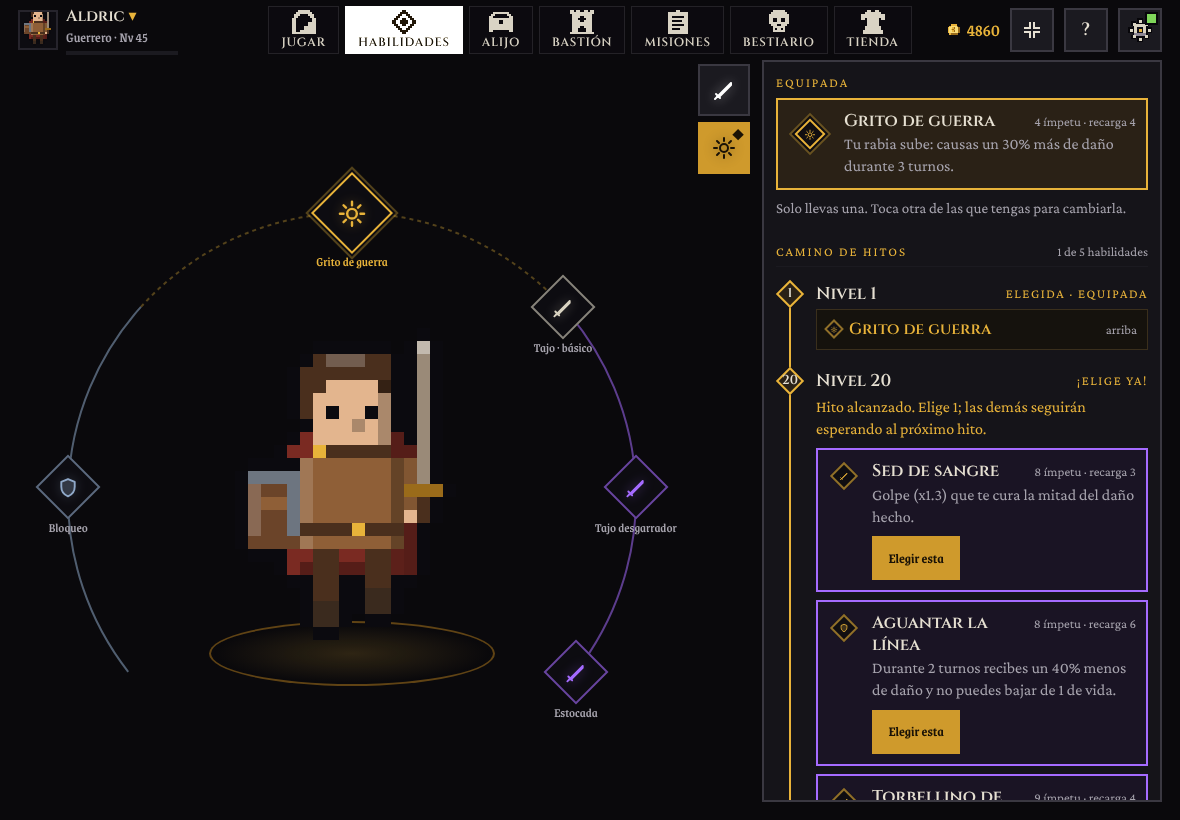 Aldric ▼
Guerrero · Nv 45
JUGAR
HABILIDADES
ALIJO
BASTIÓN
MISIONES
BESTIARIO
TIENDA
4860
?
Grito de guerra
Tajo · básico
Bloqueo
Tajo desgarrador
Estocada
EQUIPADA
Grito de guerra
4 ímpetu · recarga 4
Tu rabia sube: causas un 30% más de daño
durante 3 turnos.
Solo llevas una. Toca otra de las que tengas para cambiarla.
CAMINO DE HITOS
1 de 5 habilidades
1
Nivel 1
ELEGIDA · EQUIPADA
Grito de guerra
arriba
20
Nivel 20
¡ELIGE YA!
Hito alcanzado. Elige 1; las demás seguirán
esperando al próximo hito.
Sed de sangre
8 ímpetu · recarga 3
Golpe (x1.3) que te cura la mitad del daño
hecho.
Elegir esta
Aguantar la
línea
8 ímpetu · recarga 6
Durante 2 turnos recibes un 40% menos
de daño y no puedes bajar de 1 de vida.
Elegir esta
Torbellino de
9 ímpetu · recarga 4